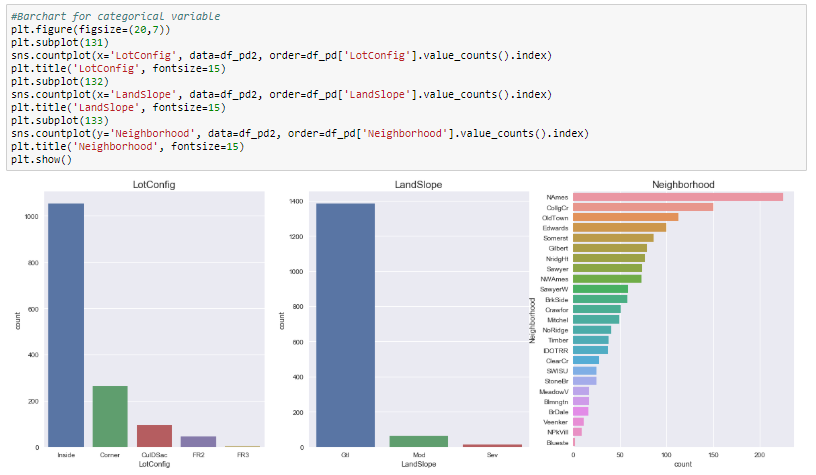 #Barchart for categorical variable
plt.figure(figsize=(20,7))
plt.subplot(131)
sns.countplot(x='LotConfig', data=df_pd2, order=df_pd['LotConfig'].value_counts().index)
plt.title('LotConfig', fontsize=15)
plt.subplot(132)
sns.countplot(x='LandSlope', data=df_pd2, order=df_pd['LandSlope'].value_counts().index)
plt.title('LandSlope', fontsize=15)
plt.subplot(133)
sns.countplot(y='Neighborhood', data=df_pd2, order=df_pd['Neighborhood'].value_counts().index)
plt.title('Neighborhood', fontsize=15)
plt.show()
LotConfig
1000
800
600
400
200
0
count
Inside Corner CulDSac FR2 FR3
LotConfig
LandSlope
1400
1200
1000
800
600
400
200
0
count
Gtl Mod Sev
LandSlope
Neighborhood
NAmes
CollgCr
OldTown
Edwards
Somerst
Gilbert
NridgHt
Sawyer
NWAmes
SawyerW
BrkSide
Crawfor
Mitchel
NoRidge
Timber
IDOTRR
ClearCr
SWISU
StoneBr
MeadowV
Blmngtn
BrDale
Veenker
NPkVill
Blueste
Neighborhood
0 50 100 150 200
count